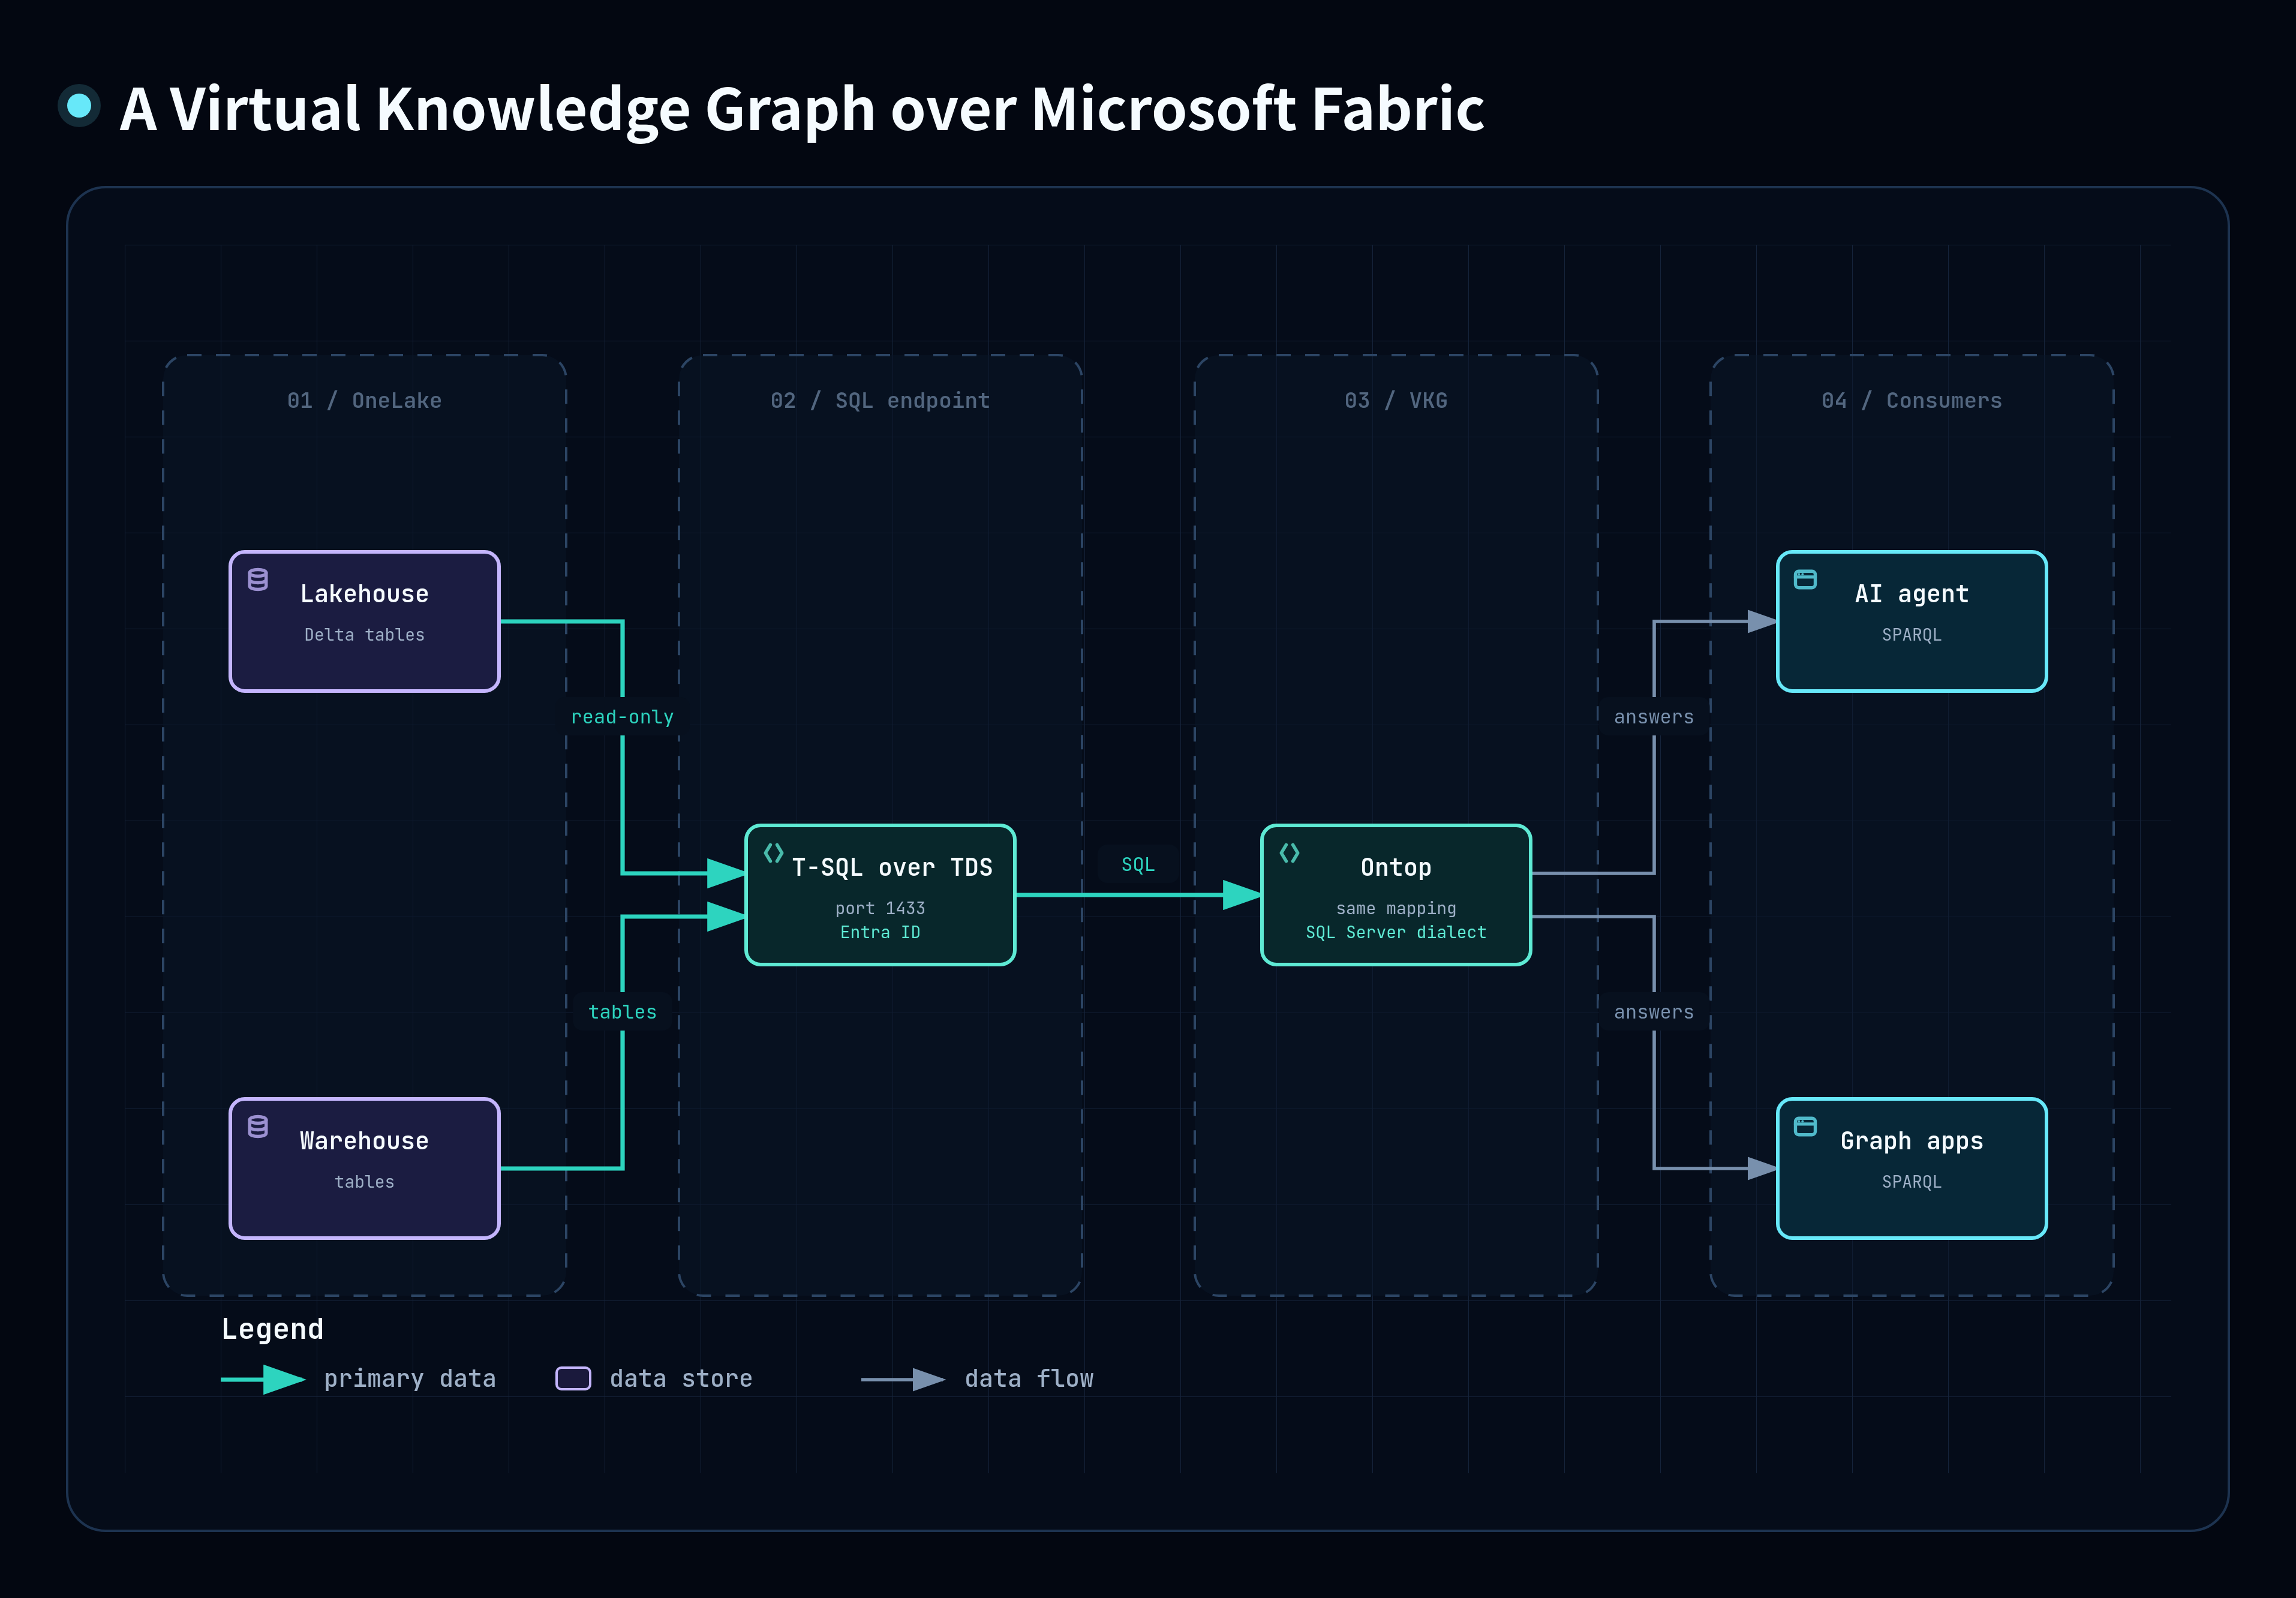 A Virtual Knowledge Graph over Microsoft Fabric
01 / OneLake
02 / SQL endpoint
03 / VKG
04 / Consumers
Lakehouse
Delta tables
AI agent
SPARQL
read-only
answers
T-SQL over TDS
port 1433
Entra ID
SQL
Ontop
same mapping
SQL Server dialect
tables
answers
Warehouse
tables
Graph apps
SPARQL
Legend
primary data
data store
data flow